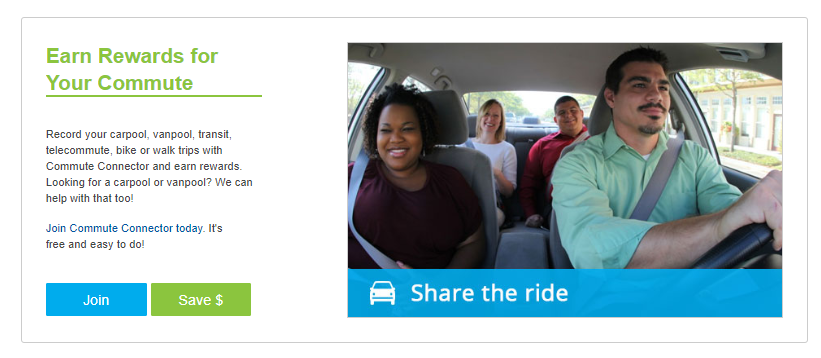 Earn Rewards for
Your Commute
Record your carpool, vanpool, transit,
telecommute, bike or walk trips with
Commute Connector and earn rewards.
Looking for a carpool or vanpool? We can
help with that too!
Join Commute Connector today. It's
free and easy to do!
Join
Save $
Share the ride